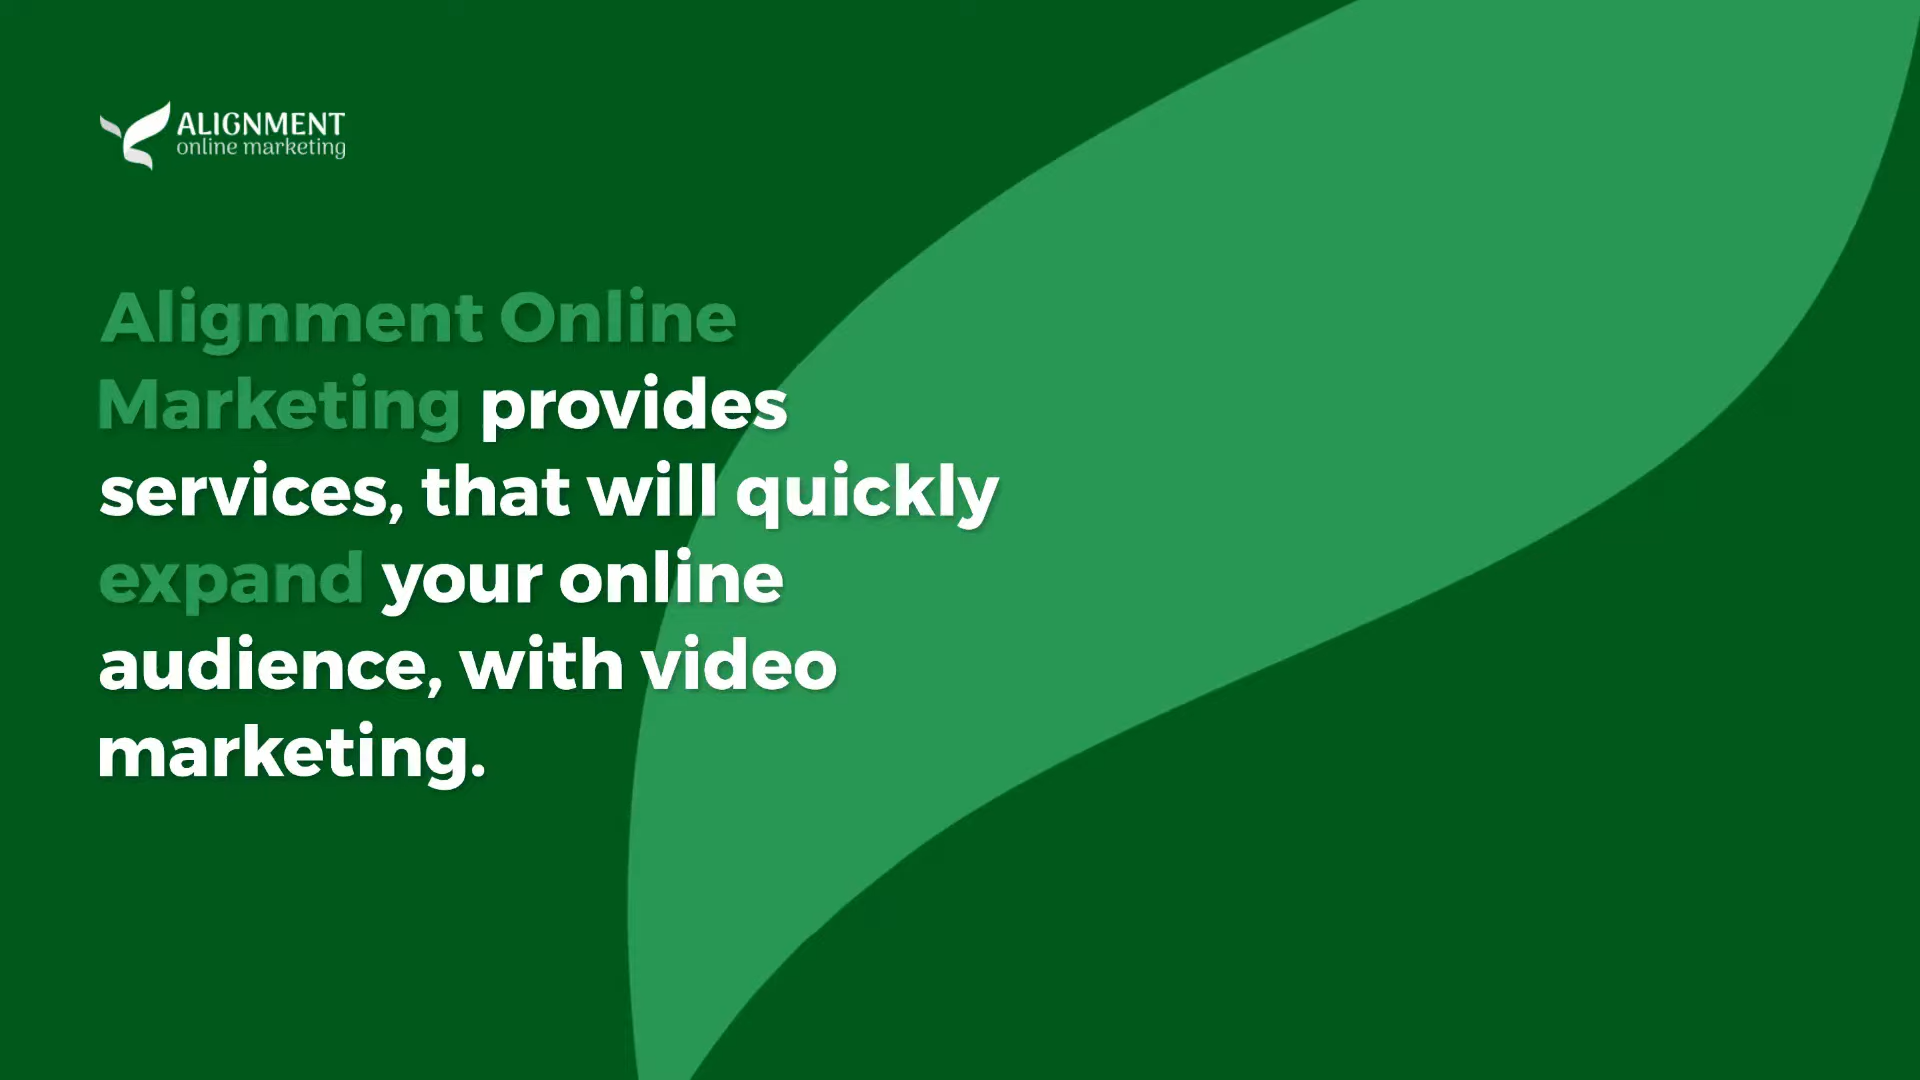 ALIGNMENT
online marketing
Alignment Online
Marketing provides
services, that will quickly
expand your online
audience, with video
marketing.